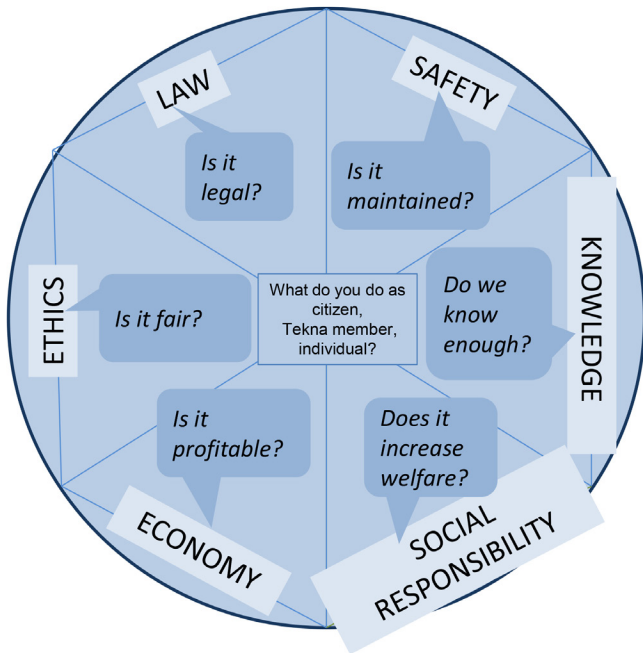 LAW
Is it
legal?
SAFETY
Is it
maintained?
KNOWLEDGE
Do we
know
enough?
SOCIAL
RESPONSIBILITY
Does it
increase
welfare?
ECONOMY
Is it
profitable?
ETHICS
Is it fair?
What do you do as
citizen,
Tekna member,
individual?